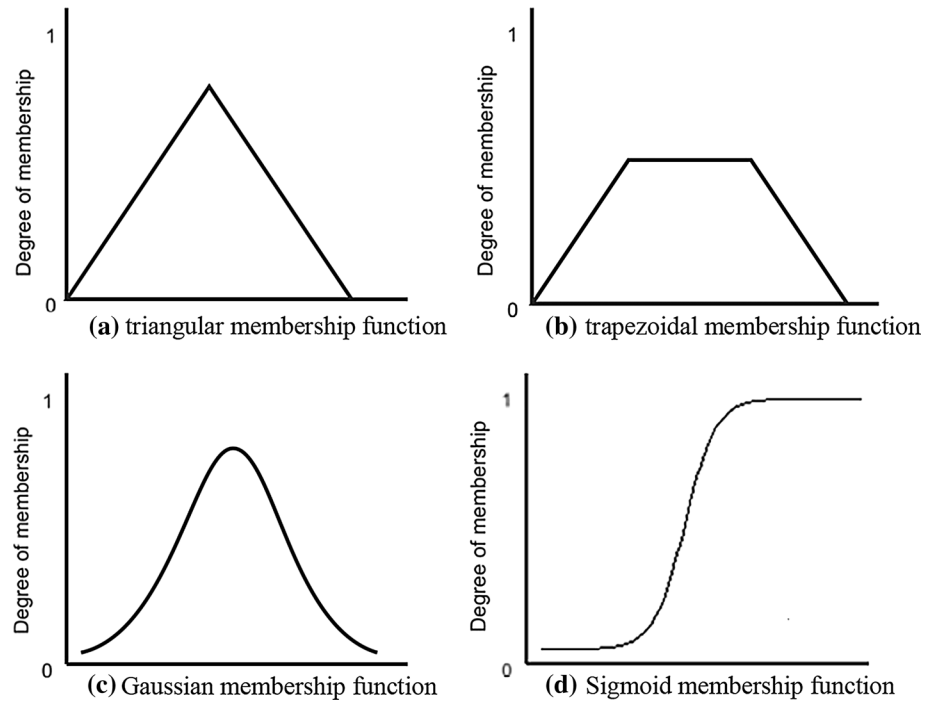 1
Degree of membership
0
(a) triangular membership function
1
Degree of membership
0
(b) trapezoidal membership function
1
Degree of membership
0
(c) Gaussian membership function
1
Degree of membership
0
(d) Sigmoid membership function